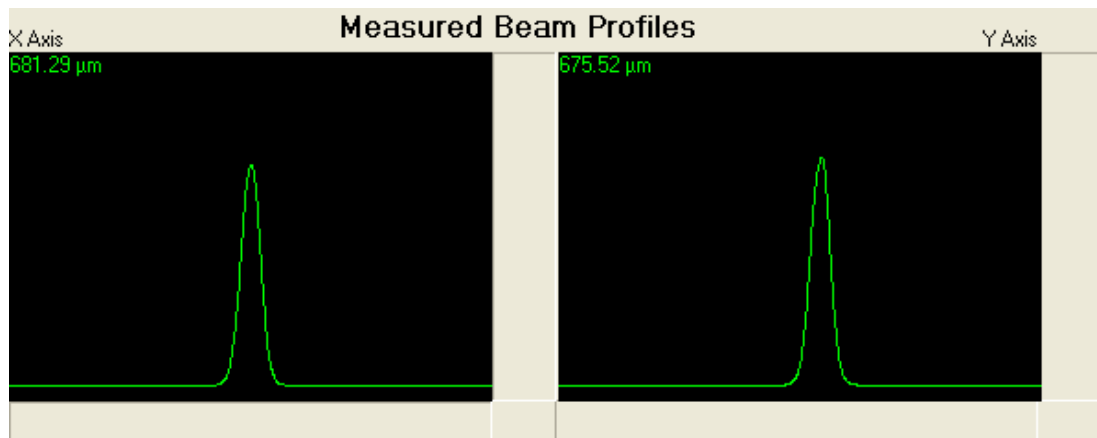 Measured Beam Profiles
X Axis
Y Axis
681.29 µm
675.52 µm